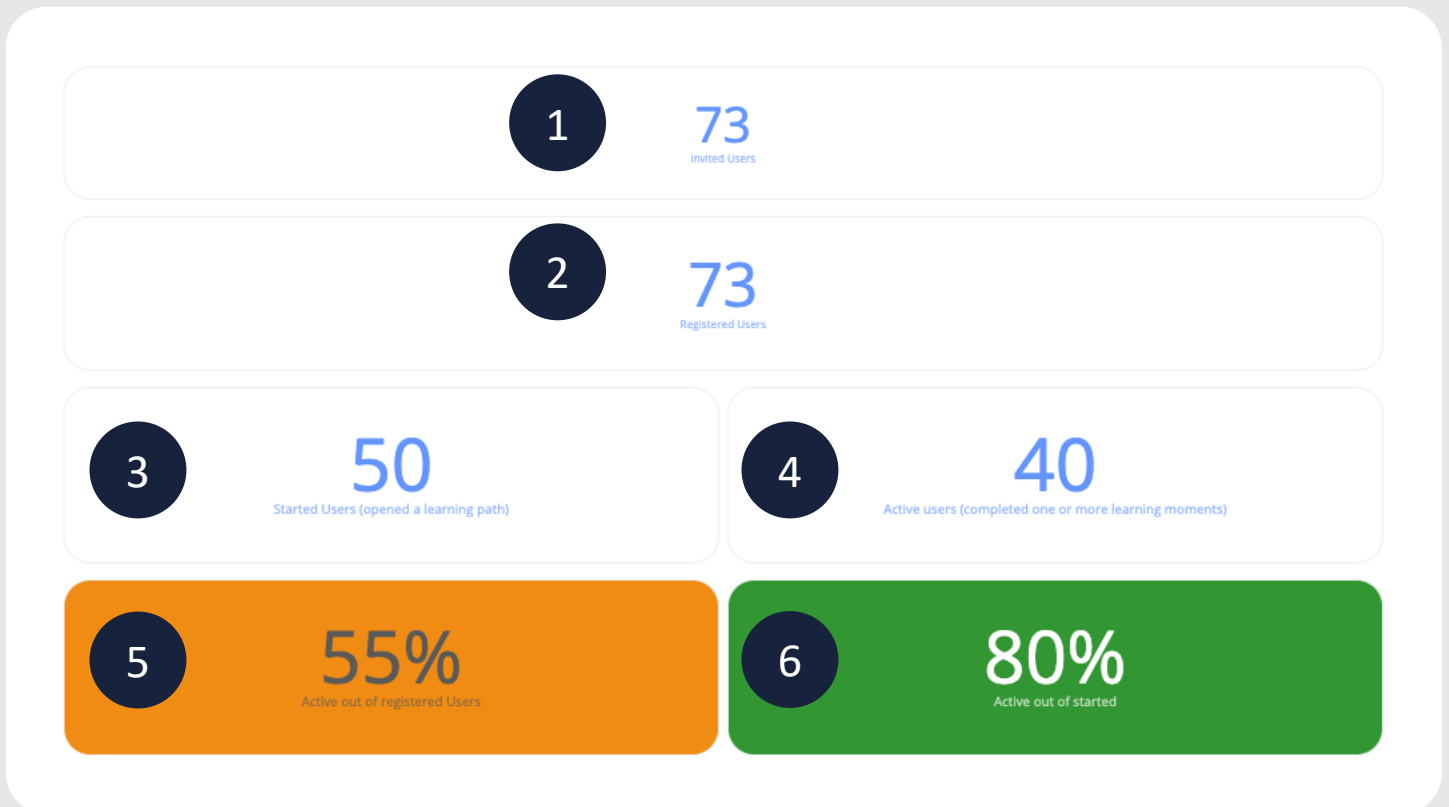 1
73
Invited Users
2
73
Registered Users
3
50
Started Users (opened a learning path)
4
40
Active users (completed one or more learning moments)
5
55%
Active out of registered Users
6
80%
Active out of started